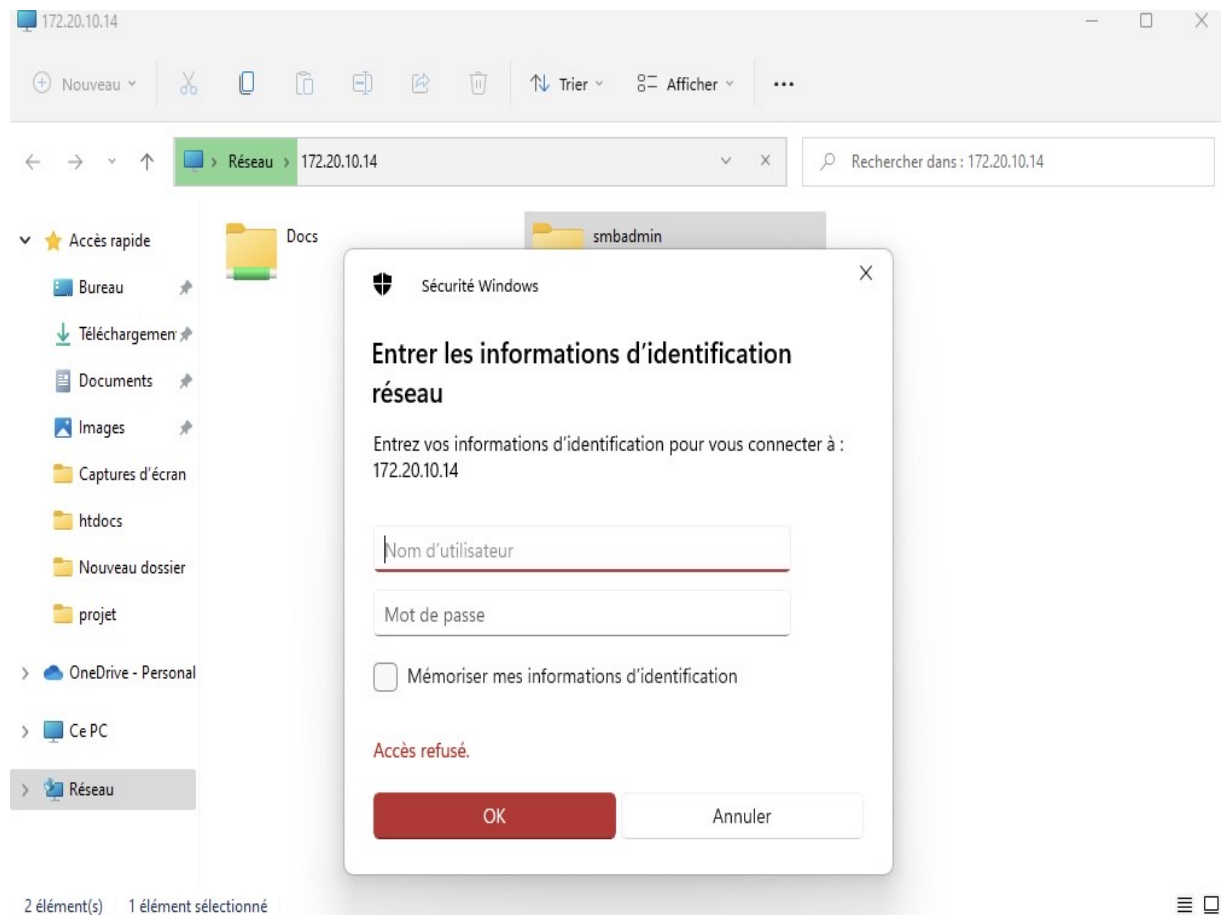 172.20.10.14
Nouveau
Trier
Afficher
Réseau
172.20.10.14
Rechercher dans : 172.20.10.14
Accès rapide
Bureau
Téléchargemen
Documents
Images
Captures d'écran
htdocs
Nouveau dossier
projet
OneDrive - Personal
Ce PC
Réseau
Docs
smbadmin
Sécurité Windows
Entrer les informations d'identification
réseau
Entrez vos informations d'identification pour vous connecter à :
172.20.10.14
Nom d'utilisateur
Mot de passe
Mémoriser mes informations d'identification
Accès refusé.
OK
Annuler
2 élément(s)
1 élément sélectionné